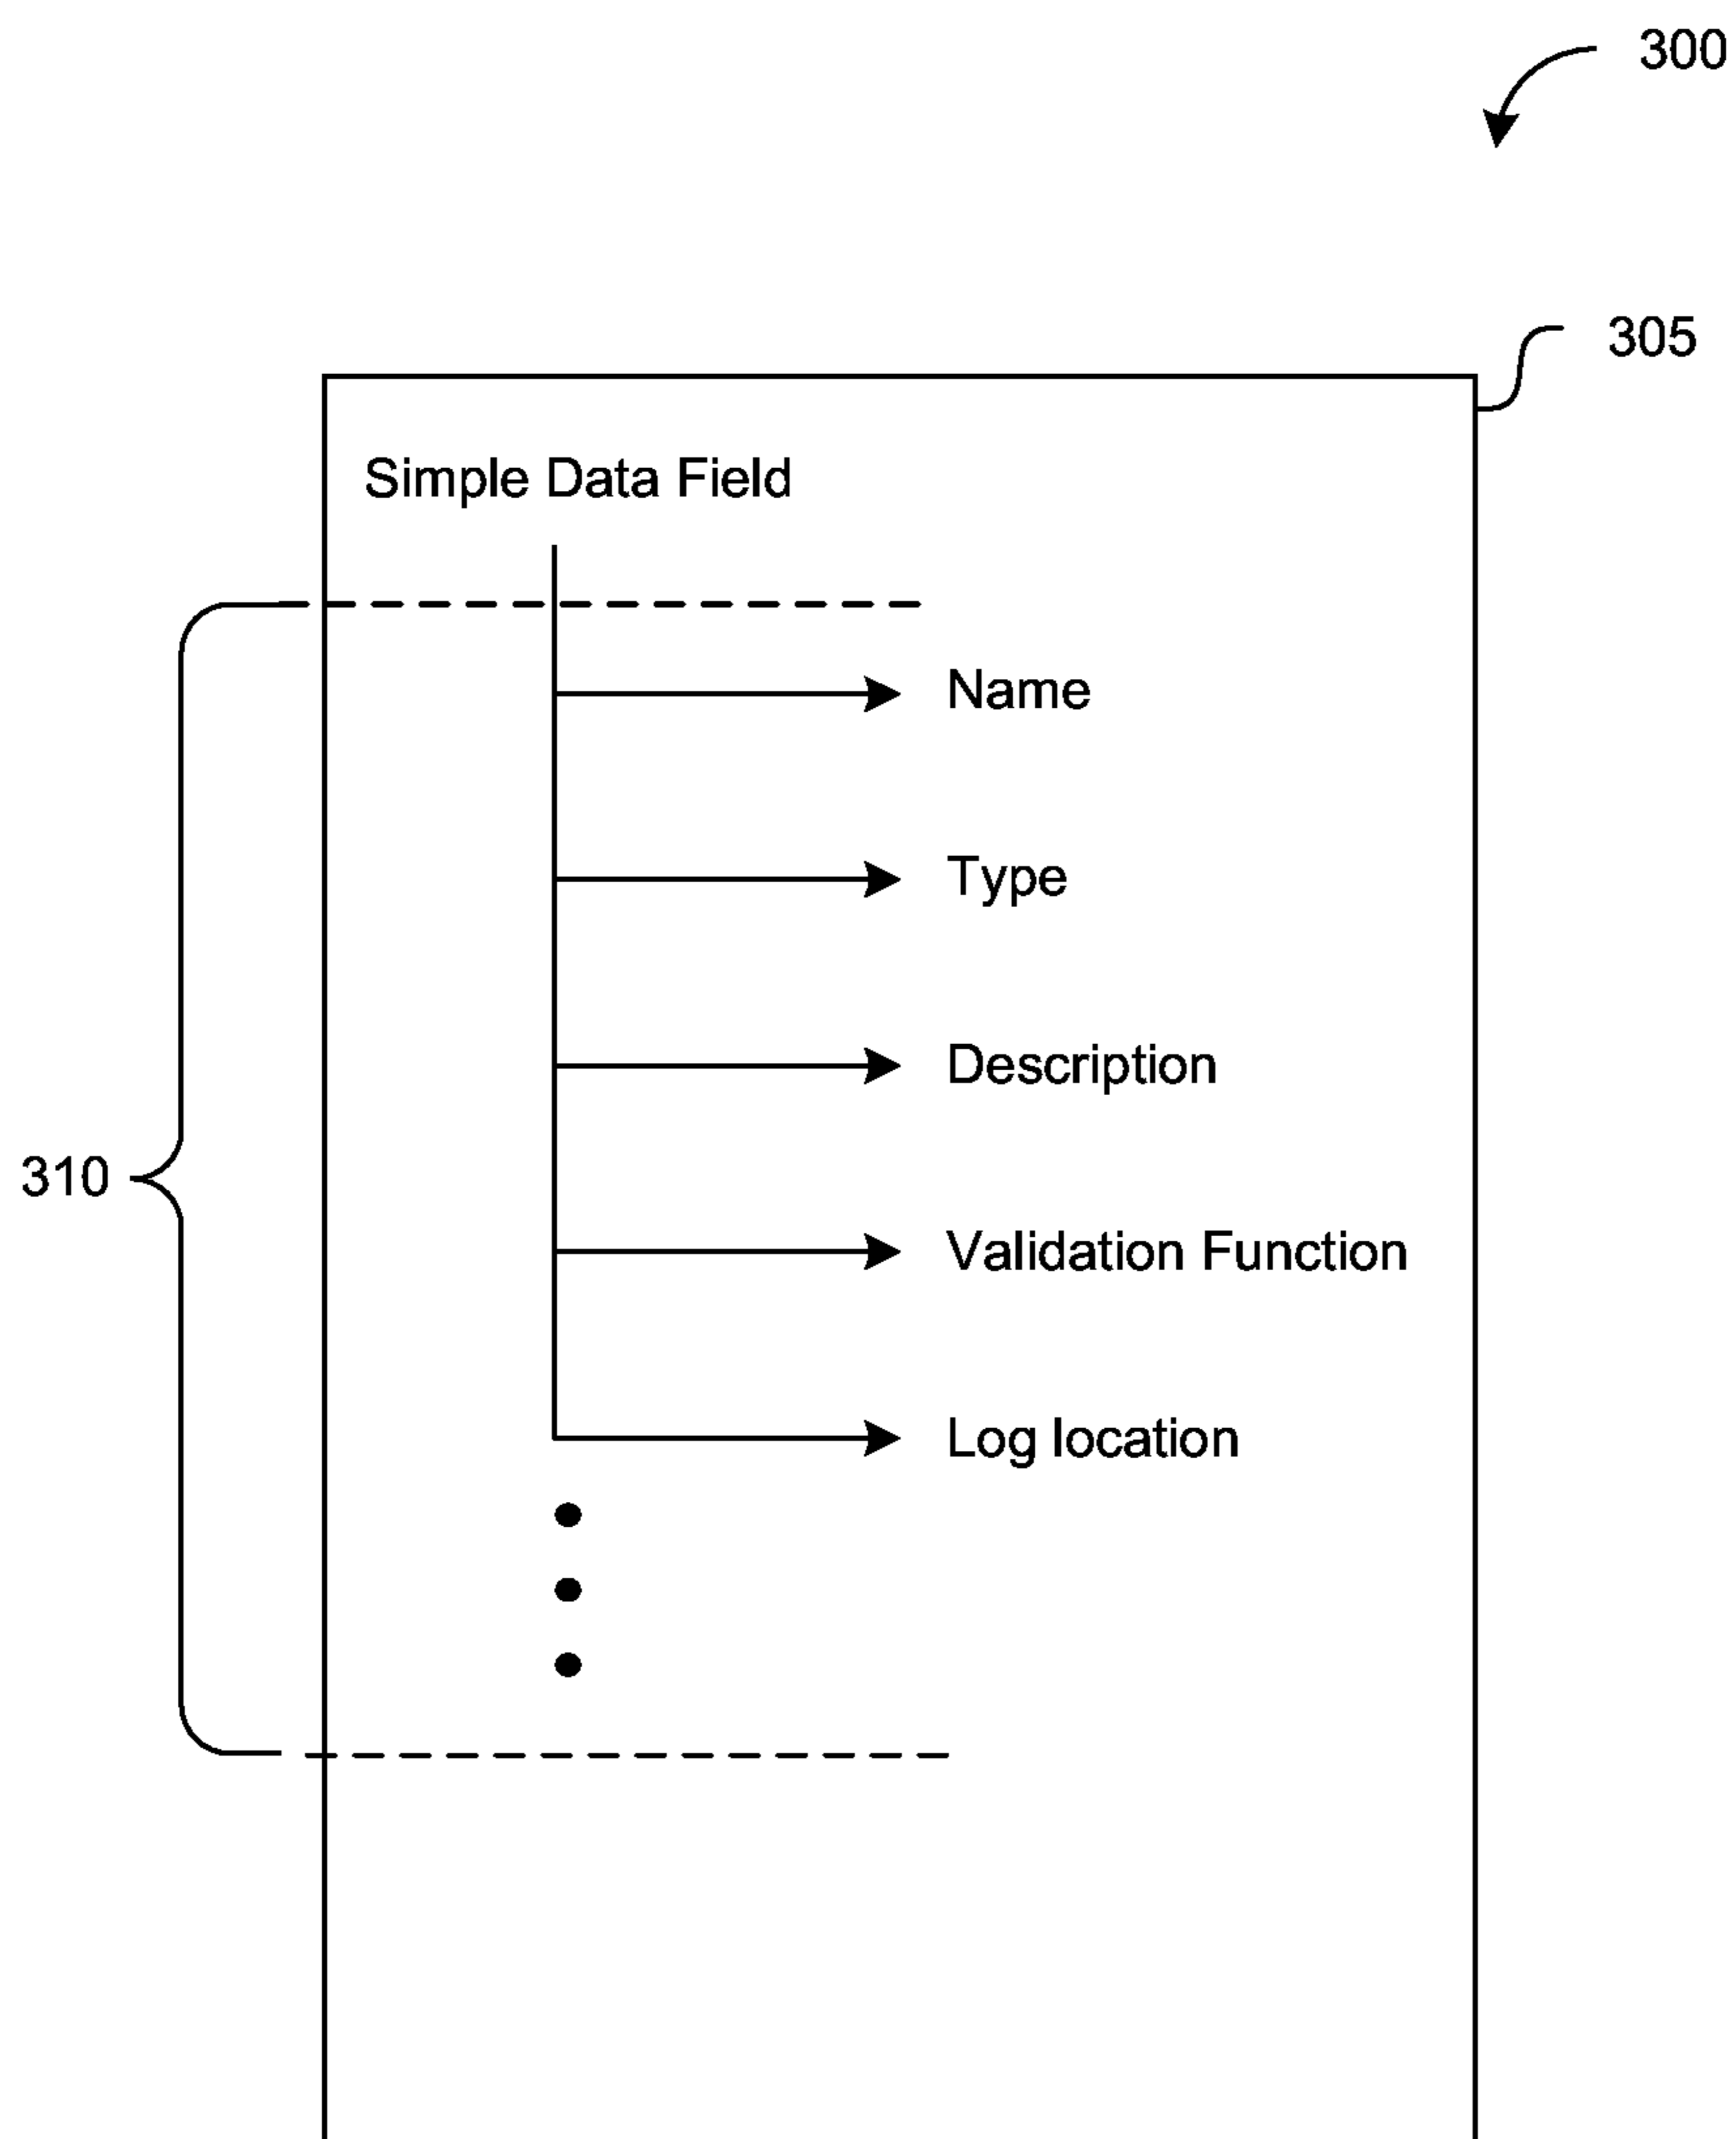 300
305
Simple Data Field
Name
Type
Description
310
Validation Function
Log location